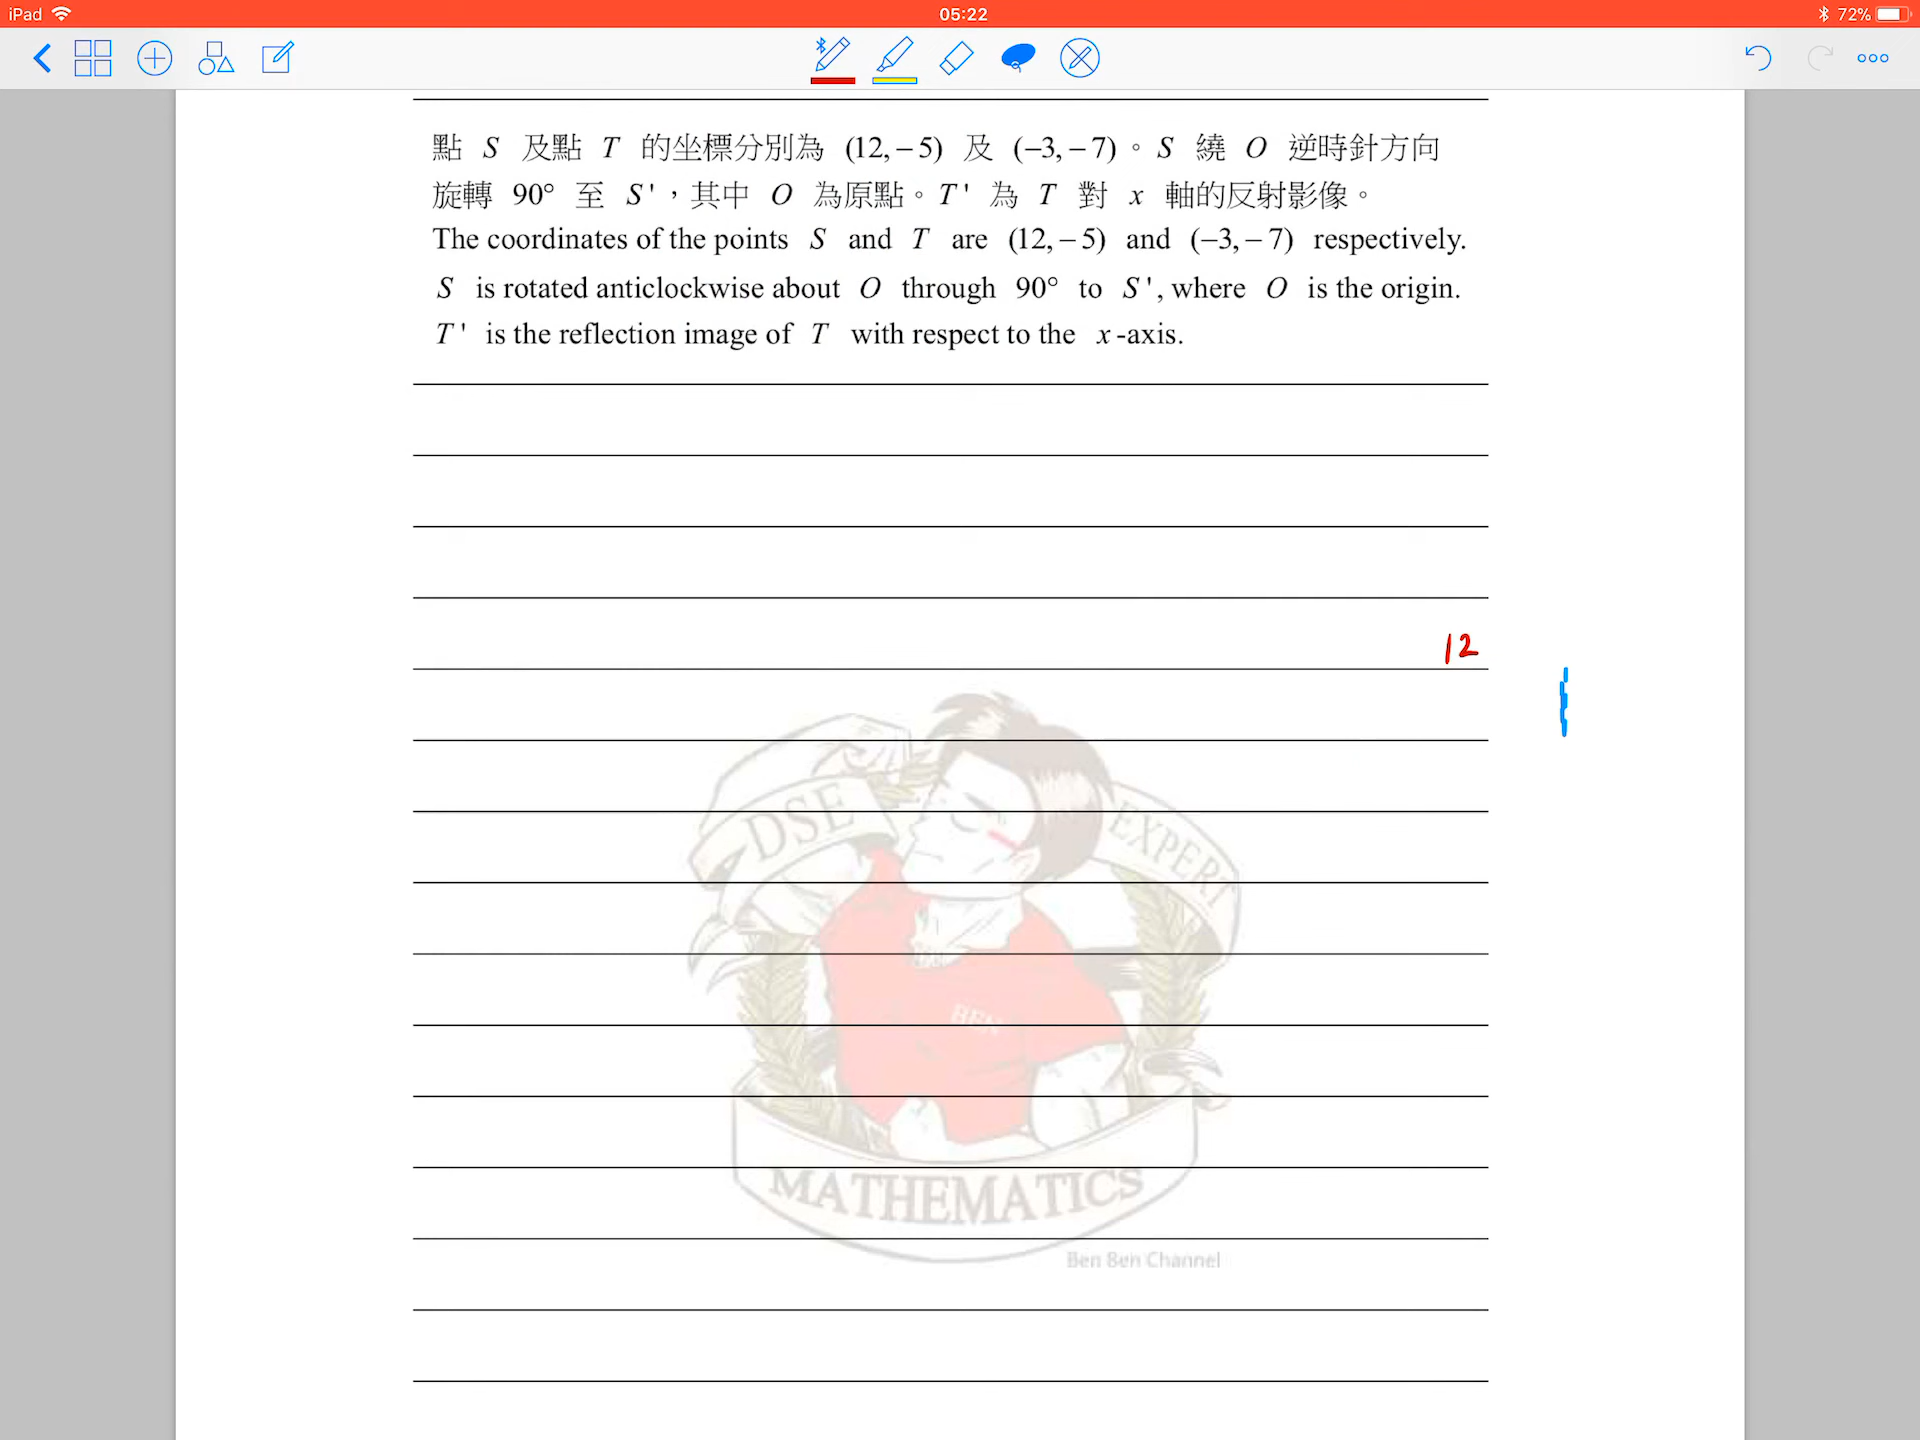 iPad
05:22
72%
點 S 及點 T 的坐標分別為 (12, − 5) 及 (−3, − 7)。S 繞 O 逆時針方向
旋轉 90° 至 S'，其中 O 為原點。T' 為 T 對 x 軸的反射影像。
The coordinates of the points S and T are (12, − 5) and (−3, − 7) respectively.
S is rotated anticlockwise about O through 90° to S', where O is the origin.
T' is the reflection image of T with respect to the x-axis.
12
DSE EXPERT
BEN
MATHEMATICS
Ben Ben Channel